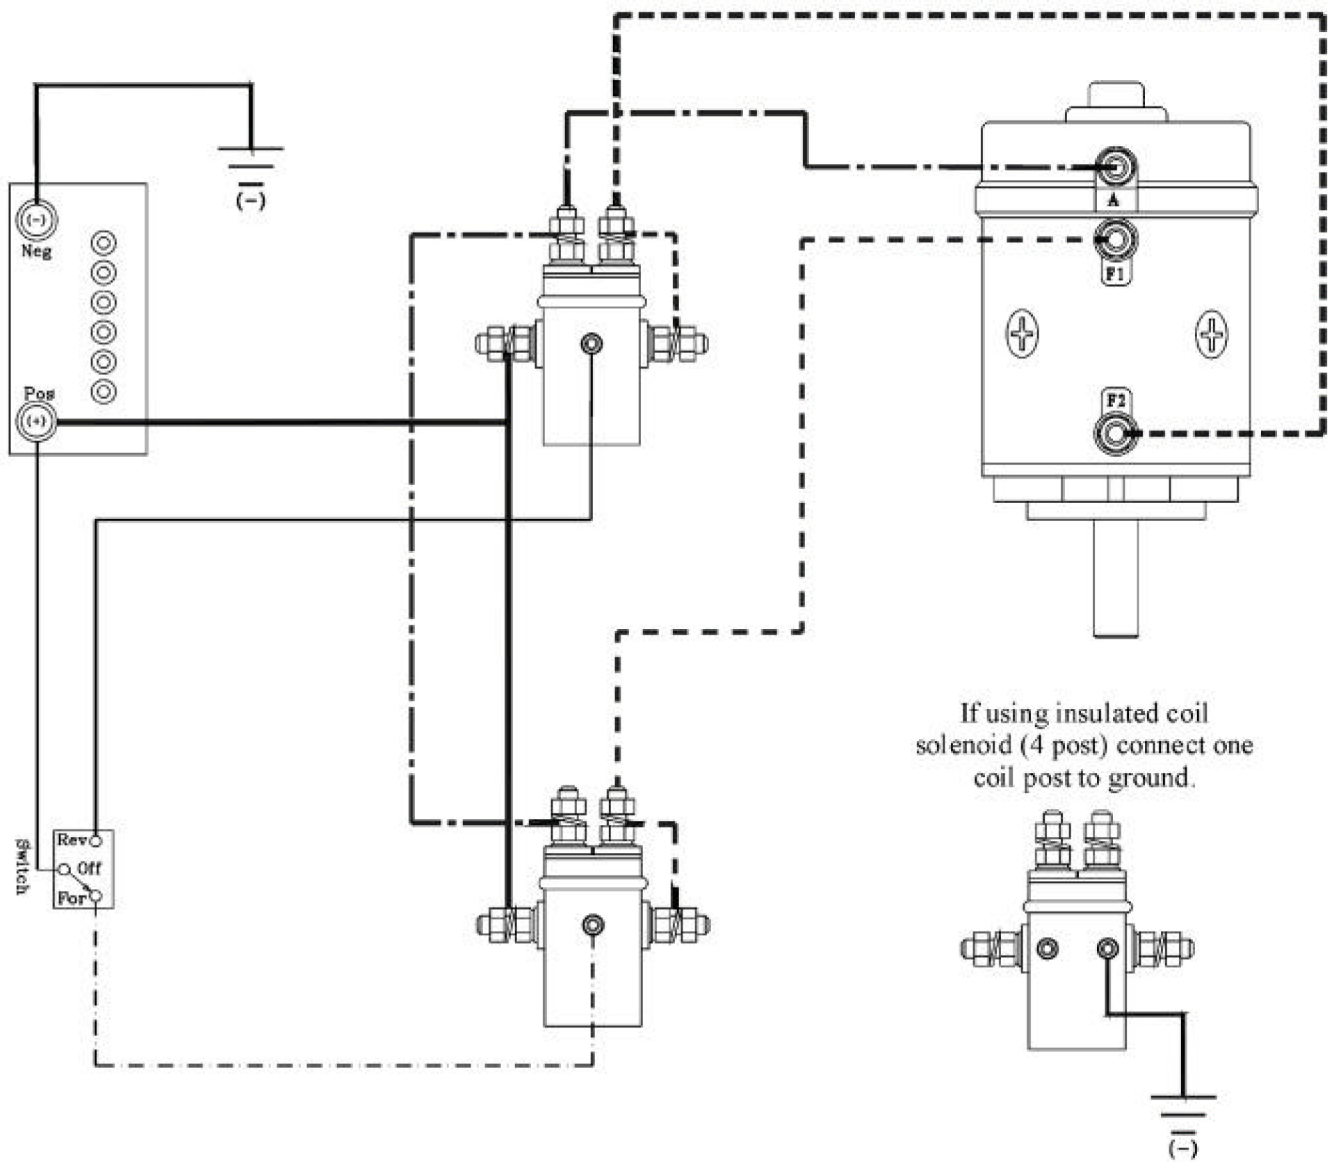 (-)
(-)
Neg
Pos
(+)
A
F1
F2
If using insulated coil
solenoid (4 post) connect one
coil post to ground.
Switch
Rev
Off
For
(-)